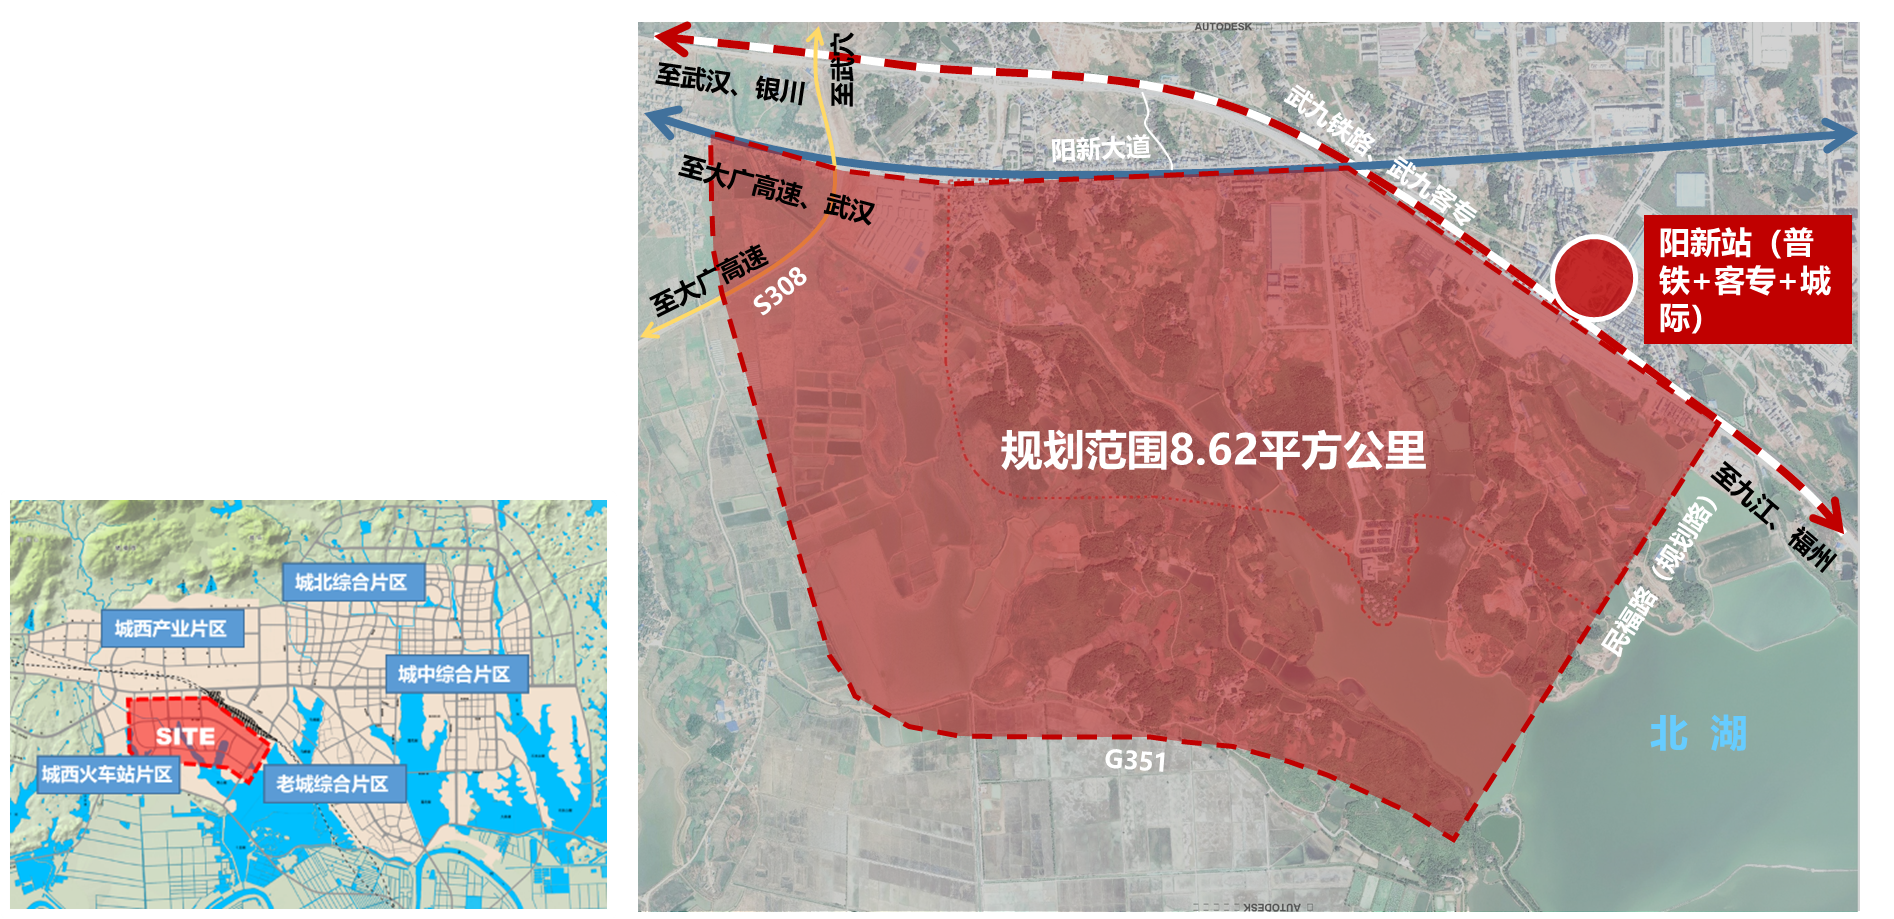 AUTODESK
至武汉、银川
至武穴
武九铁路、武九客专
阳新大道
至大广高速、武汉
至大广高速
S308
阳新站（普
铁+客专+城
际）
规划范围8.62平方公里
至九江、福州
民福路（规划路）
北 湖
G351
AUTODESK
城北综合片区
城西产业片区
城中综合片区
SITE
城西火车站片区
老城综合片区